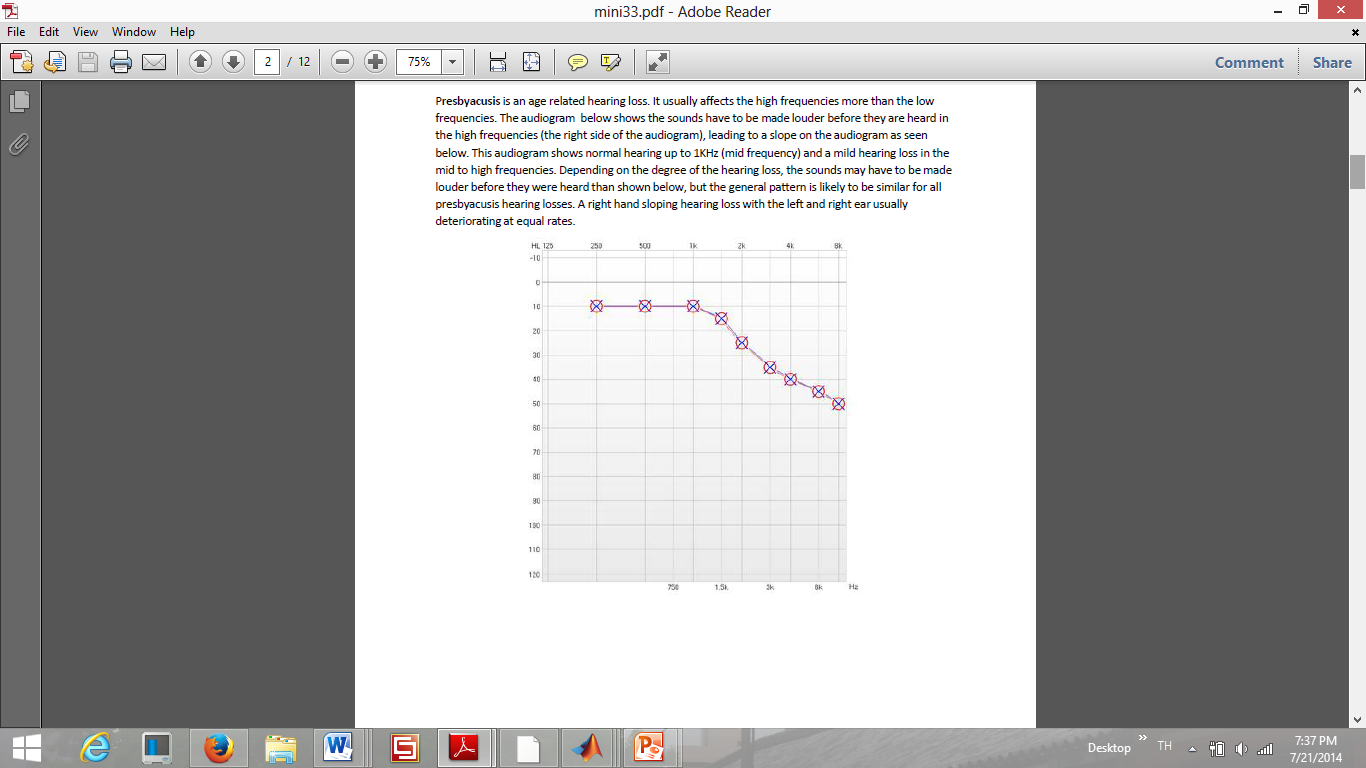 mini33.pdf - Adobe Reader
File Edit View Window Help
2 / 12 75% Comment Share
Presbyacusis is an age related hearing loss. It usually affects the high frequencies more than the low
frequencies. The audiogram below shows the sounds have to be made louder before they are heard in
the high frequencies (the right side of the audiogram), leading to a slope on the audiogram as seen
below. This audiogram shows normal hearing up to 1KHz (mid frequency) and a mild hearing loss in the
mid to high frequencies. Depending on the degree of the hearing loss, the sounds may have to be made
louder before they were heard than shown below, but the general pattern is likely to be similar for all
presbyacusis hearing losses. A right hand sloping hearing loss with the left and right ear usually
deteriorating at equal rates.
HL 125 250 500 1k 2k 4k 8k
-10
0
10
20
30
40
50
60
70
80
90
100
110
120
750 1.5k 3k 6k Hz
Desktop TH 7:37 PM
7/21/2014